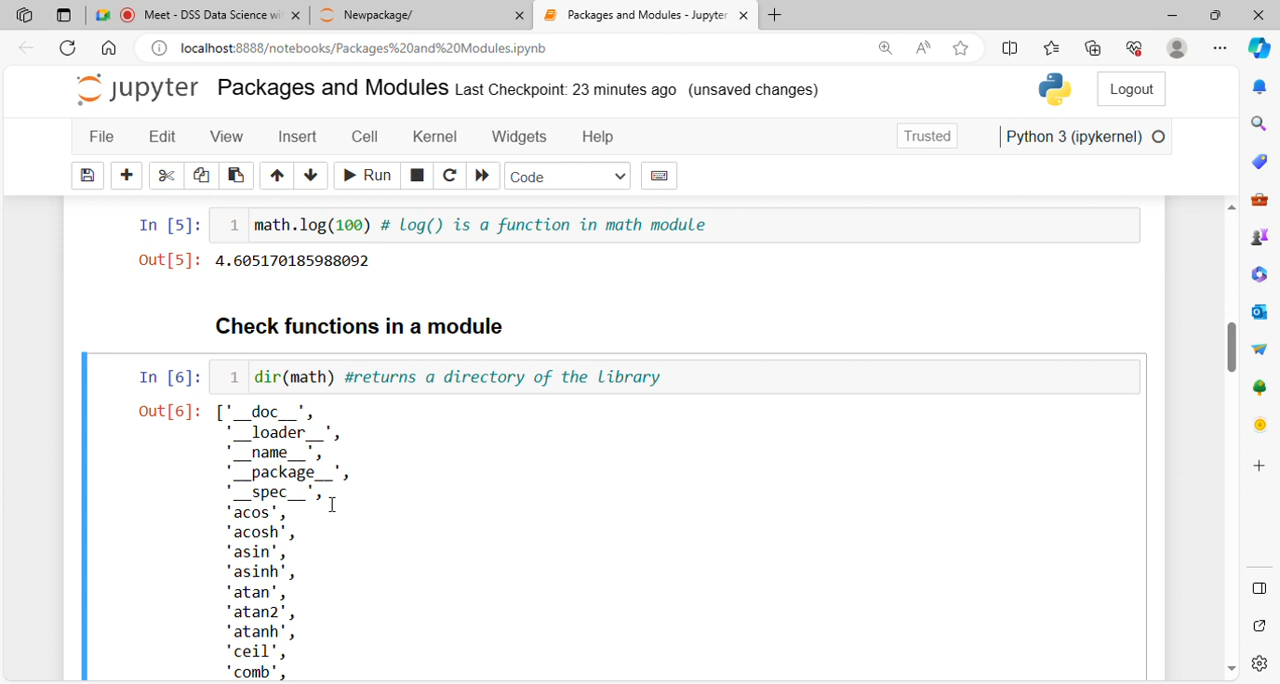 Meet - DSS Data Science wi
Newpackage/
Packages and Modules - Jupyter
localhost:8888/notebooks/Packages%20and%20Modules.ipynb
jupyter Packages and Modules Last Checkpoint: 23 minutes ago (unsaved changes)
Logout
File Edit View Insert Cell Kernel Widgets Help
Trusted
Python 3 (ipykernel)
Run
Code
In [5]: 1 math.log(100) # log() is a function in math module
Out[5]: 4.605170185988092
Check functions in a module
In [6]: 1 dir(math) #returns a directory of the library
Out[6]: ['__doc__',
'__loader__',
'__name__',
'__package__',
'__spec__',
'acos',
'acosh',
'asin',
'asinh',
'atan',
'atan2',
'atanh',
'ceil',
'comb',